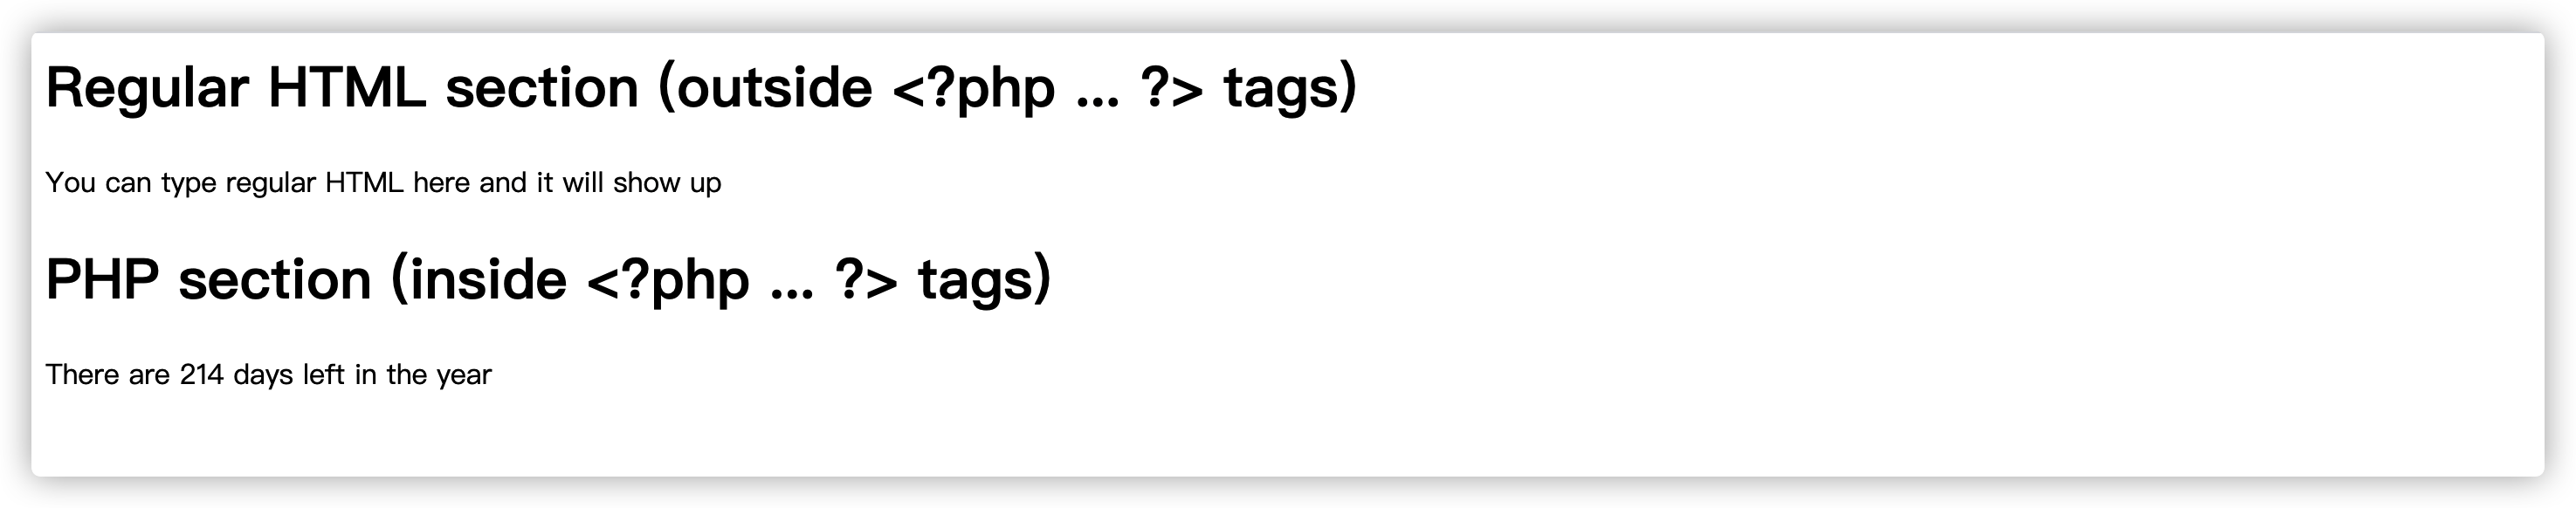 Regular HTML section (outside <?php ... ?> tags)
You can type regular HTML here and it will show up
PHP section (inside <?php ... ?> tags)
There are 214 days left in the year